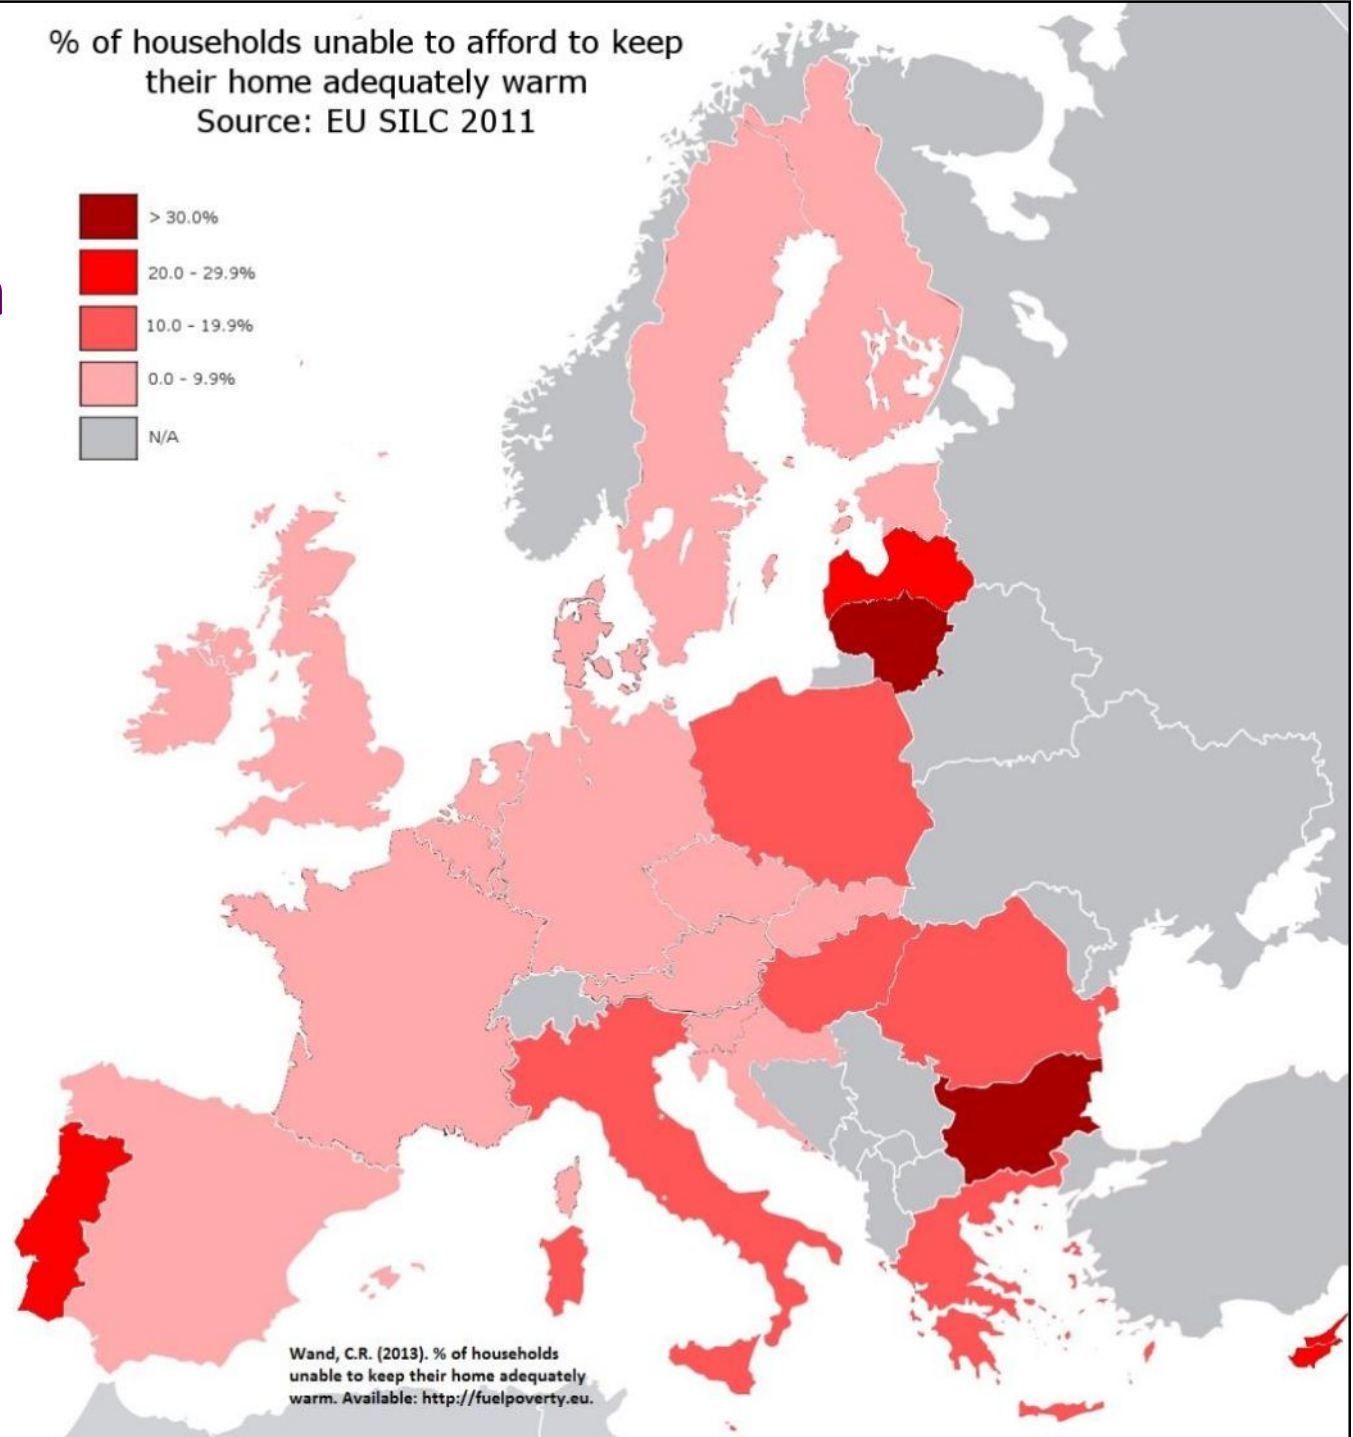 % of households unable to afford to keep
their home adequately warm
Source: EU SILC 2011
> 30.0%
20.0 - 29.9%
10.0 - 19.9%
0.0 - 9.9%
N/A
Wand, C.R. (2013). % of households
unable to keep their home adequately
warm. Available: http://fuelpoverty.eu.